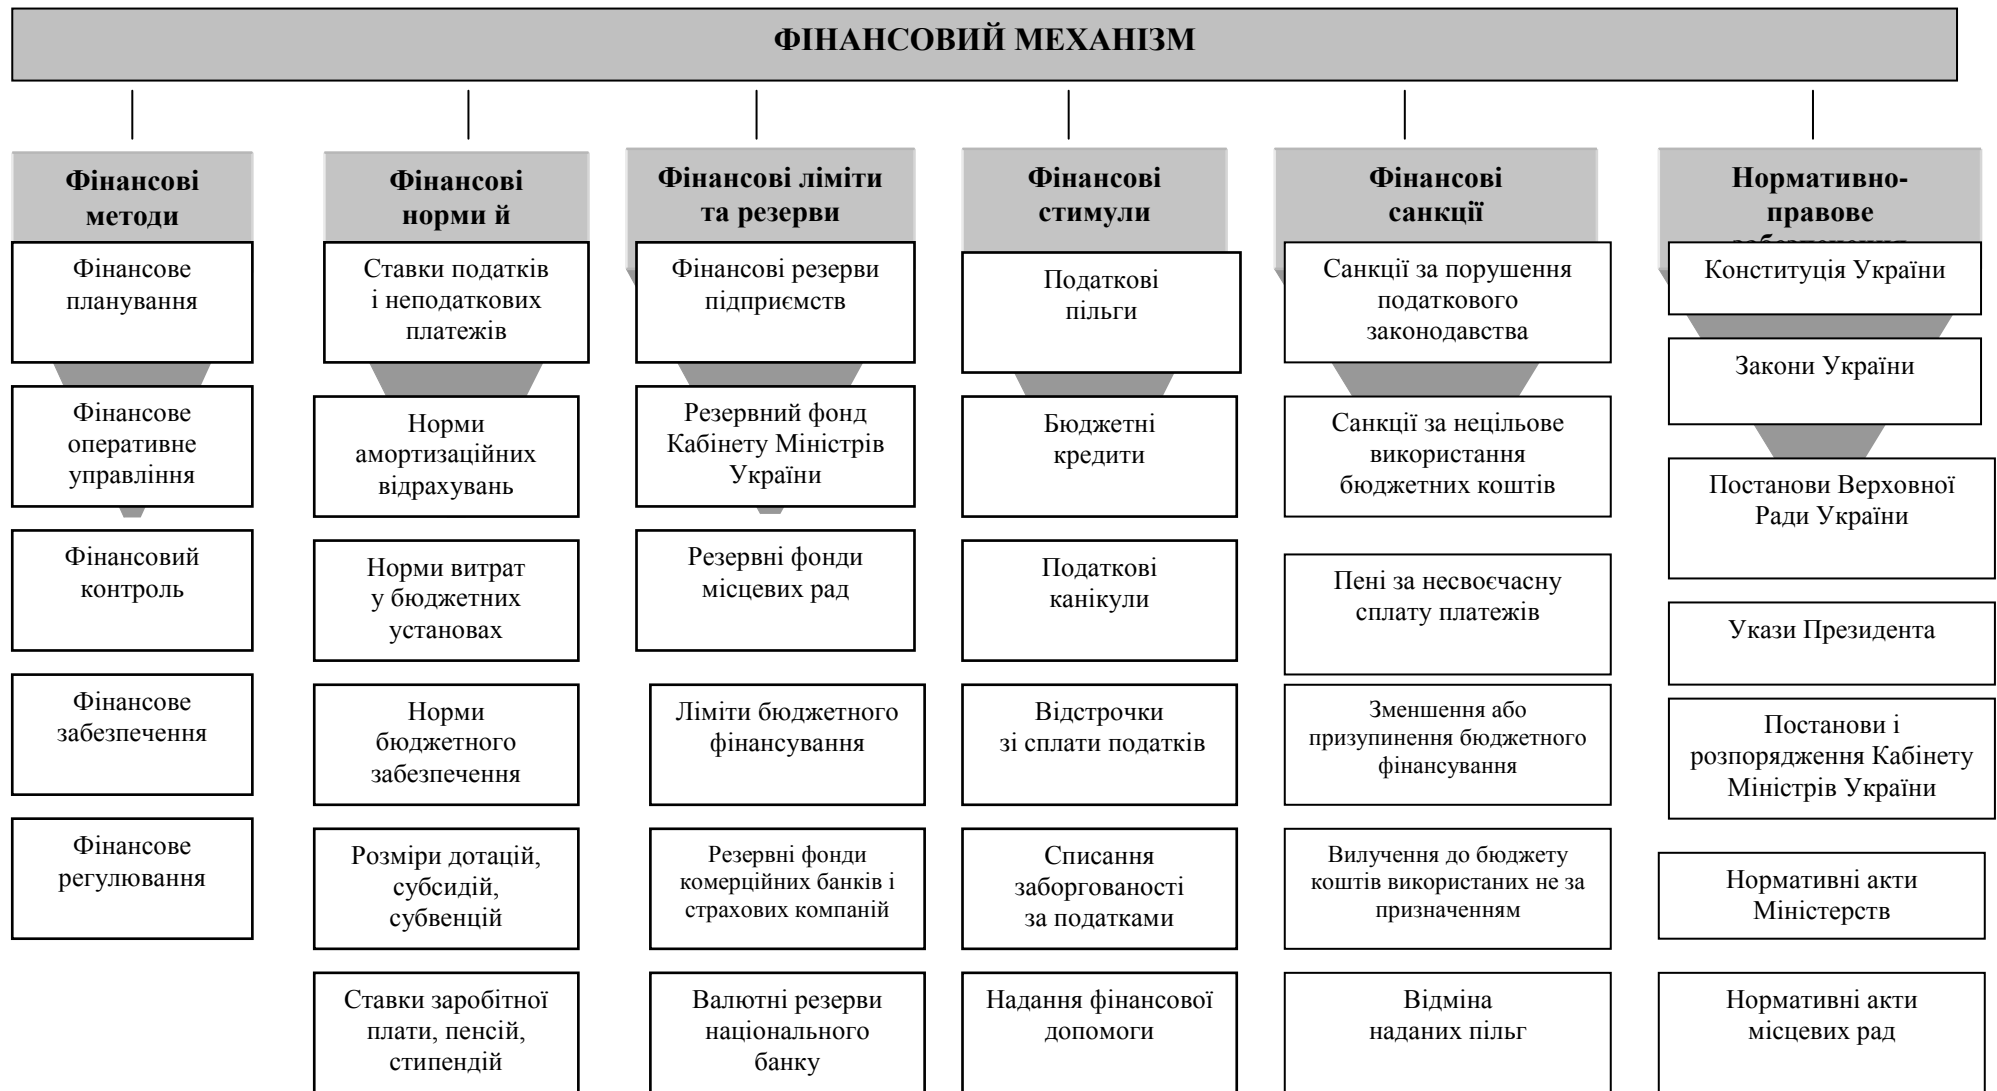 ФІНАНСОВИЙ МЕХАНІЗМ
Фінансові
методи
Фінансове
планування
Фінансове
оперативне
управління
Фінансовий
контроль
Фінансове
забезпечення
Фінансове
регулювання
Фінансові
норми й
Ставки податків
і неподаткових
платежів
Норми
амортизаційних
відрахувань
Норми витрат
у бюджетних
установах
Норми
бюджетного
забезпечення
Розміри дотацій,
субсидій,
субвенцій
Ставки заробітної
плати, пенсій,
стипендій
Фінансові ліміти
та резерви
Фінансові резерви
підприємств
Резервний фонд
Кабінету Міністрів
України
Резервні фонди
місцевих рад
Ліміти бюджетного
фінансування
Резервні фонди
комерційних банків і
страхових компаній
Валютні резерви
національного
банку
Фінансові
стимули
Податкові
пільги
Бюджетні
кредити
Податкові
канікули
Відстрочки
зі сплати податків
Списання
заборгованості
за податками
Надання фінансової
допомоги
Фінансові
санкції
Санкції за порушення
податкового
законодавства
Санкції за нецільове
використання
бюджетних коштів
Пені за несвоєчасну
сплату платежів
Зменшення або
призупинення бюджетного
фінансування
Вилучення до бюджету
коштів використаних не за
призначенням
Відміна
наданих пільг
Нормативно-
правове
Конституція України
Закони України
Постанови Верховної
Ради України
Укази Президента
Постанови і
розпорядження Кабінету
Міністрів України
Нормативні акти
Міністерств
Нормативні акти
місцевих рад